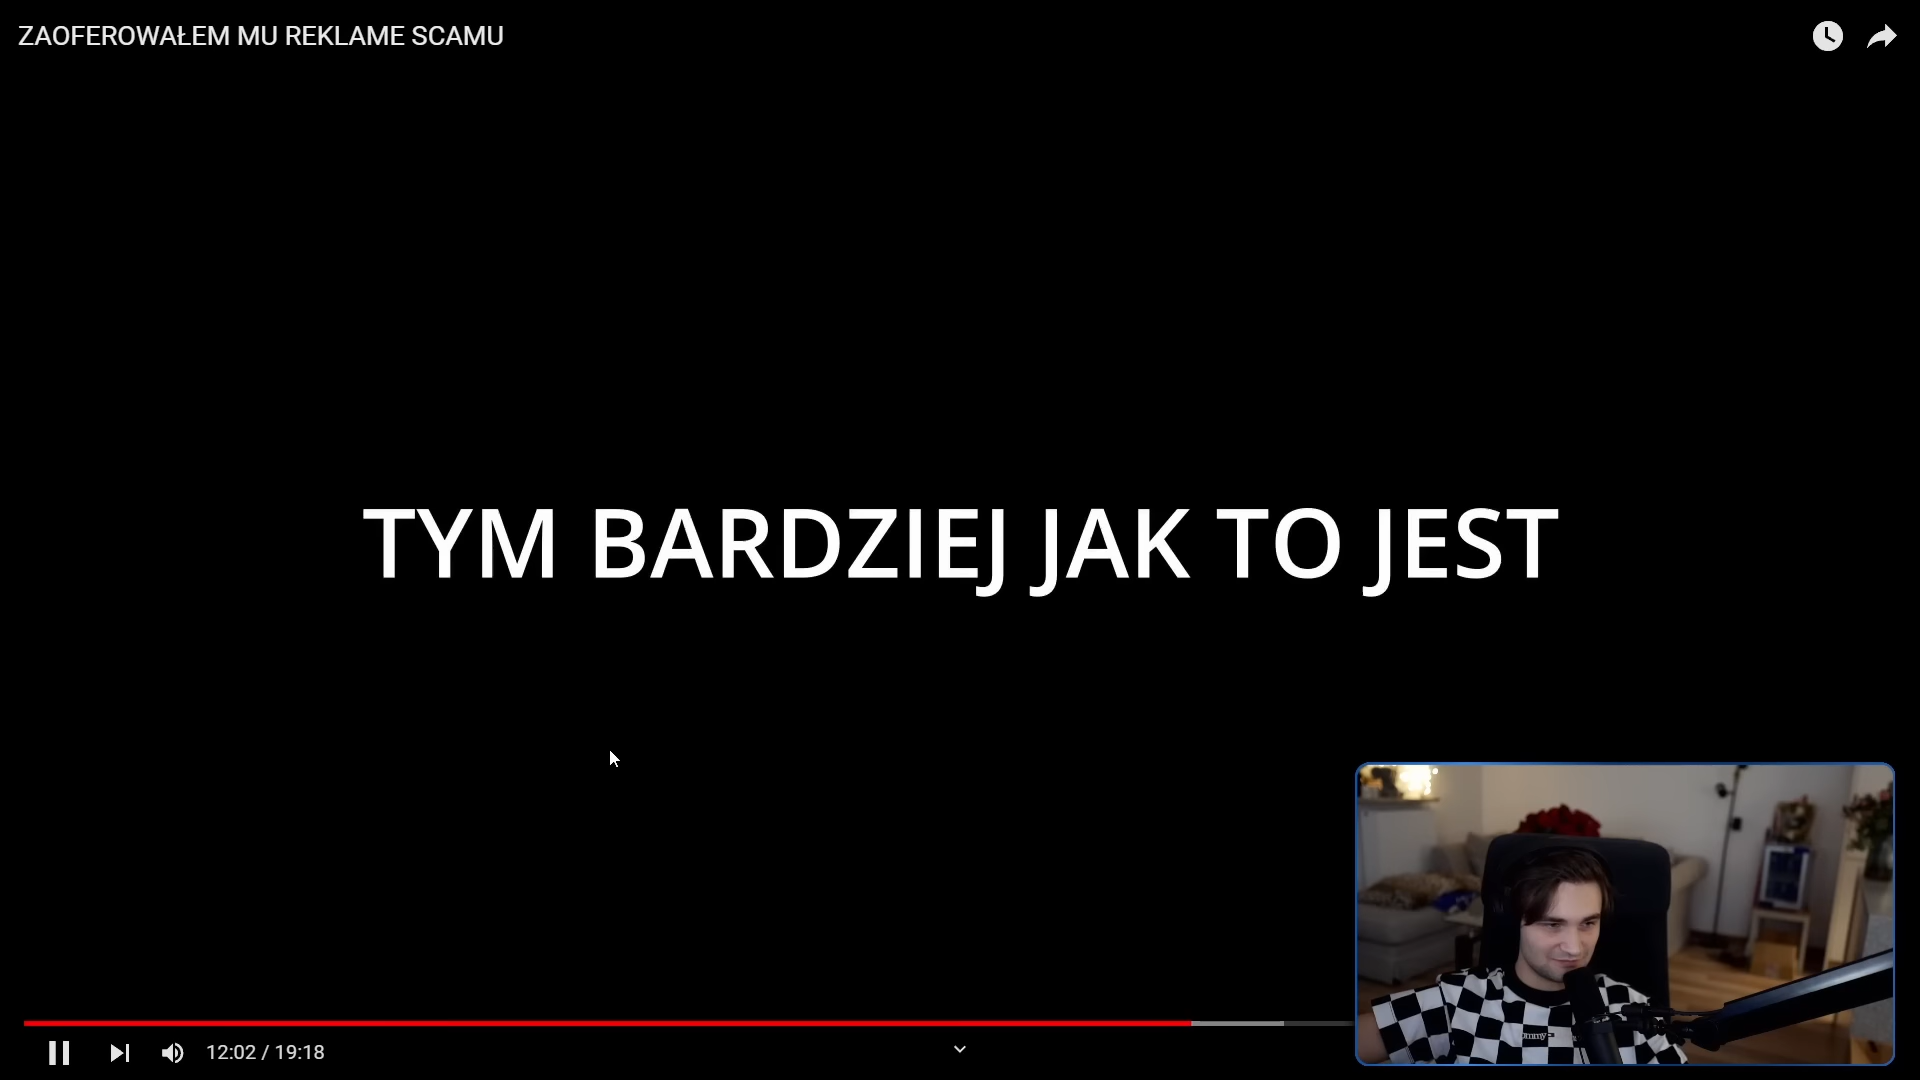 ZAOFEROWAŁEM MU REKLAME SCAMU
TYM BARDZIEJ JAK TO JEST
12:02 / 19:18